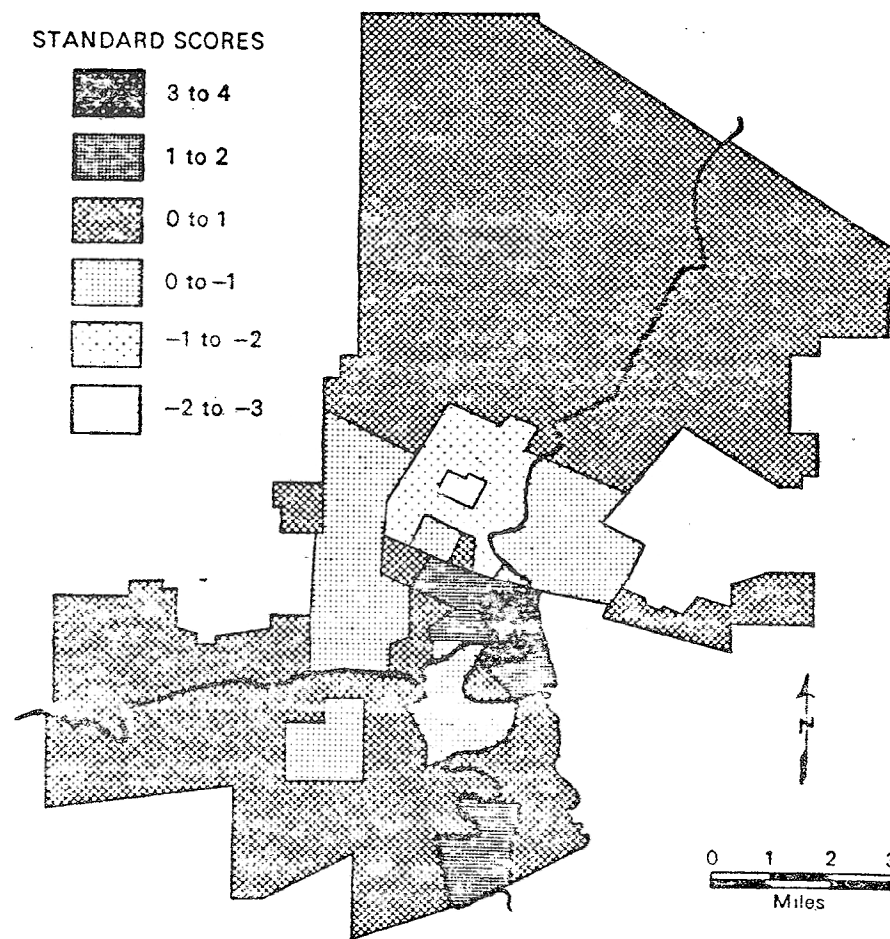 STANDARD SCORES
3 to 4
1 to 2
0 to 1
0 to –1
–1 to –2
–2 to –3
N
0 1 2 3
Miles